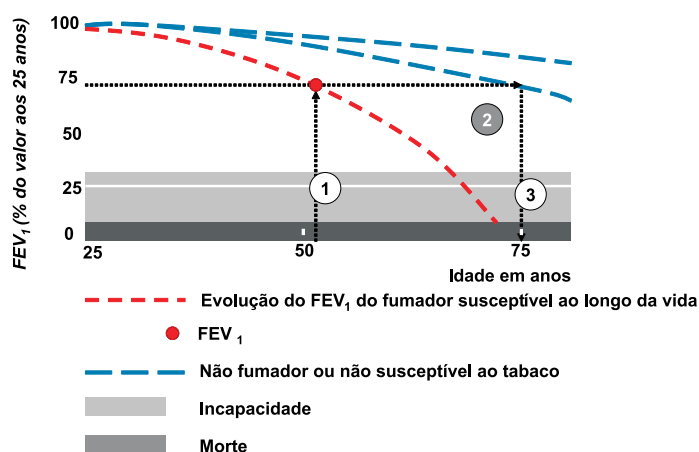 100
75
50
25
0
FEV1 (% do valor aos 25 anos)
1
2
3
25
50
75
Idade em anos
Evolução do FEV1 do fumador susceptível ao longo da vida
FEV 1
Não fumador ou não susceptível ao tabaco
Incapacidade
Morte